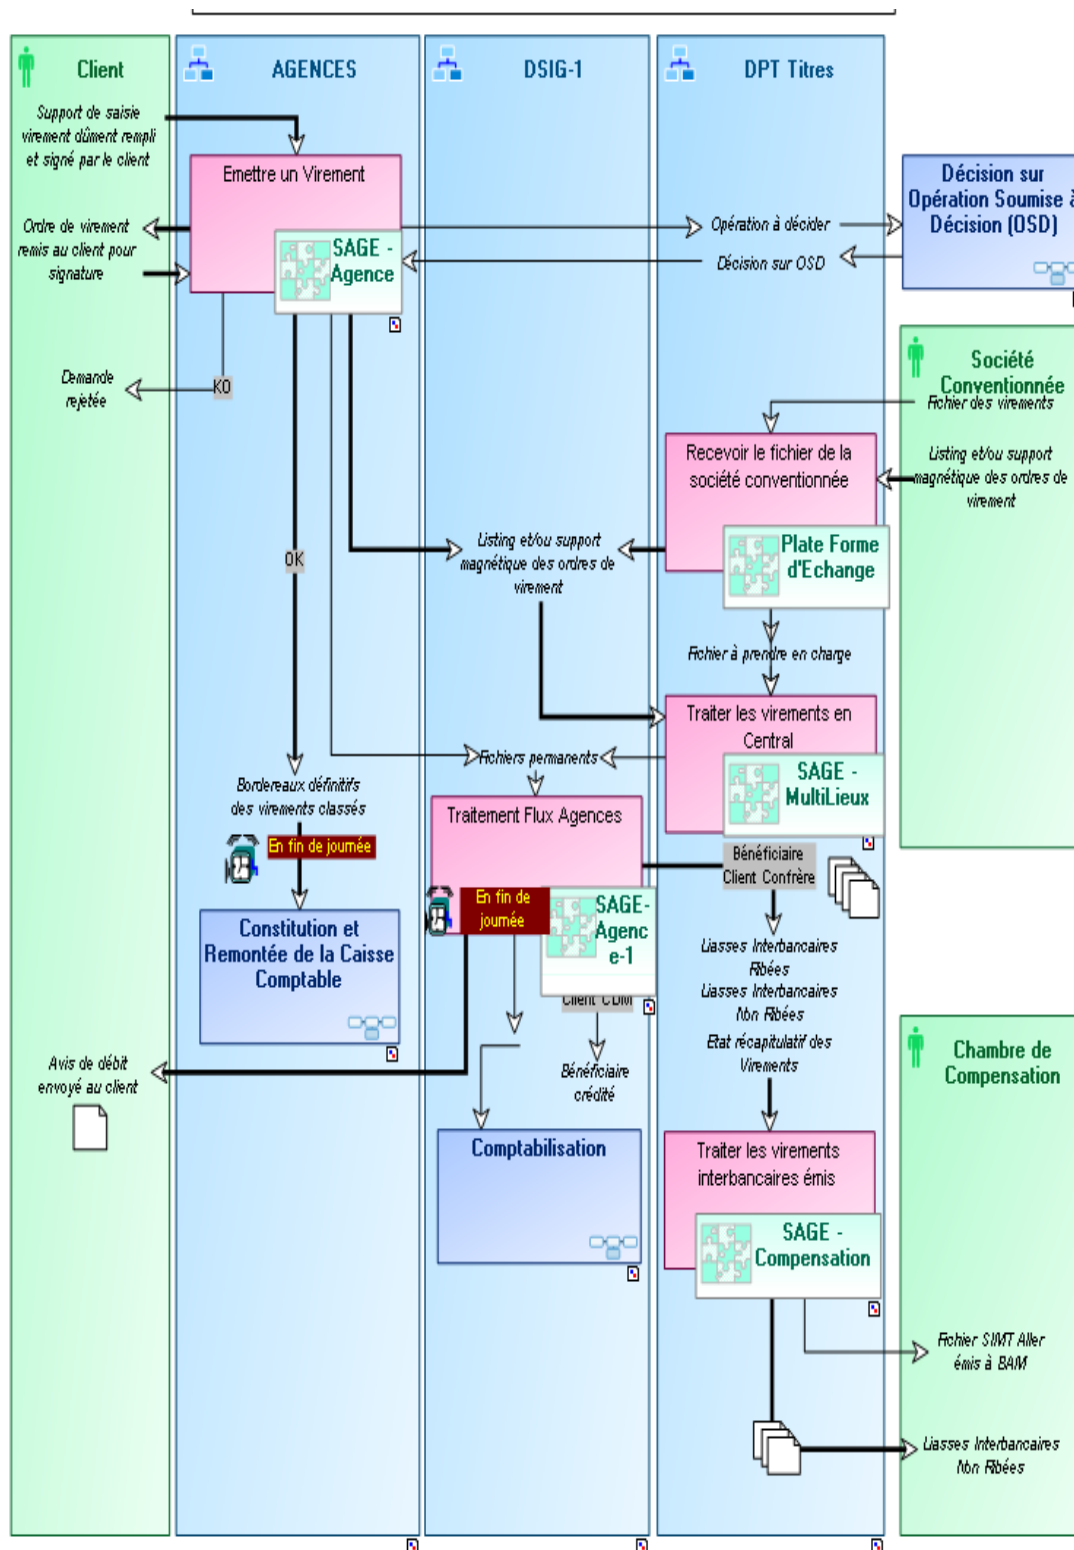 Client
AGENCES
DSIG-1
DPT Titres
Support de saisie
virement dûment rempli
et signé par le client
Emettre un Virement
SAGE -
Agence
Ordre de virement
remis au client pour
signature
Opération à décider
Décision sur OSD
Décision sur
Opération Soumise à
Décision (OSD)
Demande
rejetée
KO
Société
Conventionnée
Fichier des virements
Listing et/ou support
magnétique des ordres de
virement
Recevoir le fichier de la
société conventionnée
Plate Forme
d'Echange
OK
Listing et/ou support
magnétique des ordres de
virement
Fichier à prendre en charge
Traiter les virements en
Central
SAGE -
MultiLieux
Fichiers permanents
Bordereaux définitifs
des virements classés
En fin de journée
Traitement Flux Agences
En fin de
journée
SAGE-
Agenc
e-1
Client CDM
Bénéficiaire
Client Confrère
Constitution et
Remontée de la Caisse
Comptable
Liasses Interbancaires
Ribées
Liasses Interbancaires
Non Ribées
Etat récapitulatif des
Virements
Avis de débit
envoyé au client
Bénéficiaire
crédité
Chambre de
Compensation
Comptabilisation
Traiter les virements
interbancaires émis
SAGE -
Compensation
Fichier SIMT Aller
émis à BAM
Liasses Interbancaires
Non Ribées